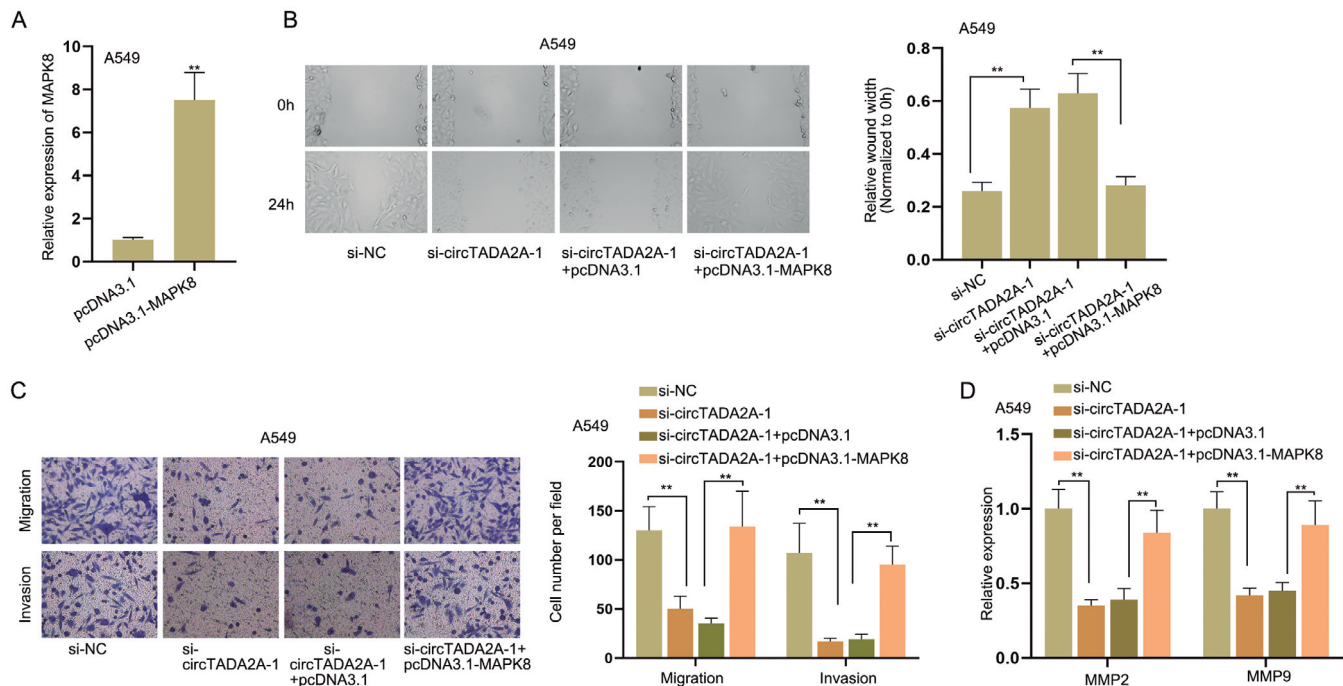 A
A549
Relative expression of MAPK8
10
8
6
4
2
0
**
pcDNA3.1
pcDNA3.1-MAPK8
B
A549
0h
24h
si-NC
si-circTADA2A-1
si-circTADA2A-1
+pcDNA3.1
si-circTADA2A-1
+pcDNA3.1-MAPK8
A549
Relative wound width
(Normalized to 0h)
0.8
0.6
0.4
0.2
0.0
**
**
si-NC
si-circTADA2A-1
si-circTADA2A-1
+pcDNA3.1
si-circTADA2A-1
+pcDNA3.1-MAPK8
C
A549
Migration
Invasion
si-NC
si-
circTADA2A-1
si-
circTADA2A-1
+pcDNA3.1
si-circTADA2A-1+
pcDNA3.1-MAPK8
si-NC
si-circTADA2A-1
si-circTADA2A-1+pcDNA3.1
si-circTADA2A-1+pcDNA3.1-MAPK8
A549
Cell number per field
200
150
100
50
0
**
**
**
**
Migration
Invasion
D
A549
si-NC
si-circTADA2A-1
si-circTADA2A-1+pcDNA3.1
si-circTADA2A-1+pcDNA3.1-MAPK8
Relative expression
1.5
1.0
0.5
0.0
**
**
**
**
MMP2
MMP9